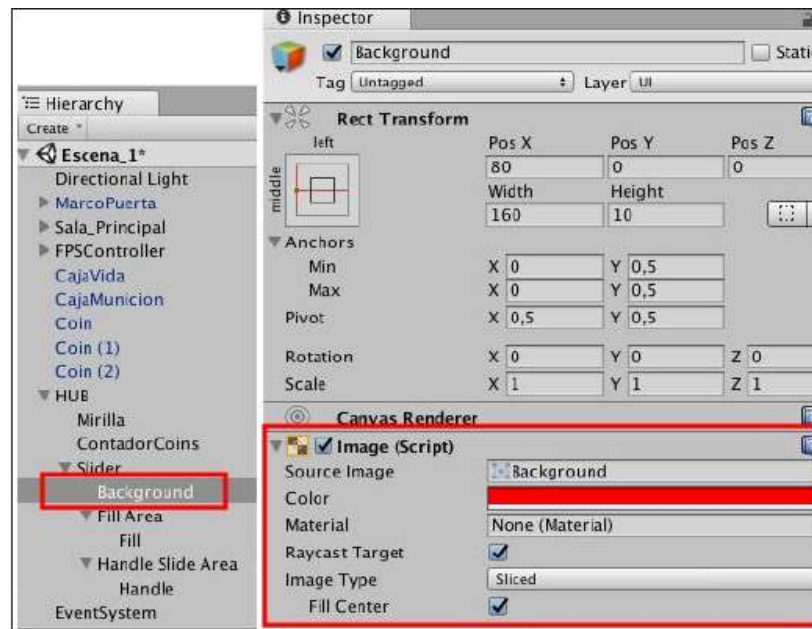 Hierarchy
Create
Escena_1*
Directional Light
MarcoPuerta
Sala_Principal
FPSController
CajaVida
CajaMunicion
Coin
Coin (1)
Coin (2)
HUB
Mirilla
ContadorCoins
Slider
Background
Fill Area
Fill
Handle Slide Area
Handle
EventSystem
Inspector
Background
Stati
Tag Untagged Layer UI
Rect Transform
left
middle
Pos X Pos Y Pos Z
80 0 0
Width Height
160 10
Anchors
Min X 0 Y 0,5
Max X 0 Y 0,5
Pivot X 0,5 Y 0,5
Rotation X 0 Y 0 Z 0
Scale X 1 Y 1 Z 1
Canvas Renderer
Image (Script)
Source Image Background
Color
Material None (Material)
Raycast Target
Image Type Sliced
Fill Center